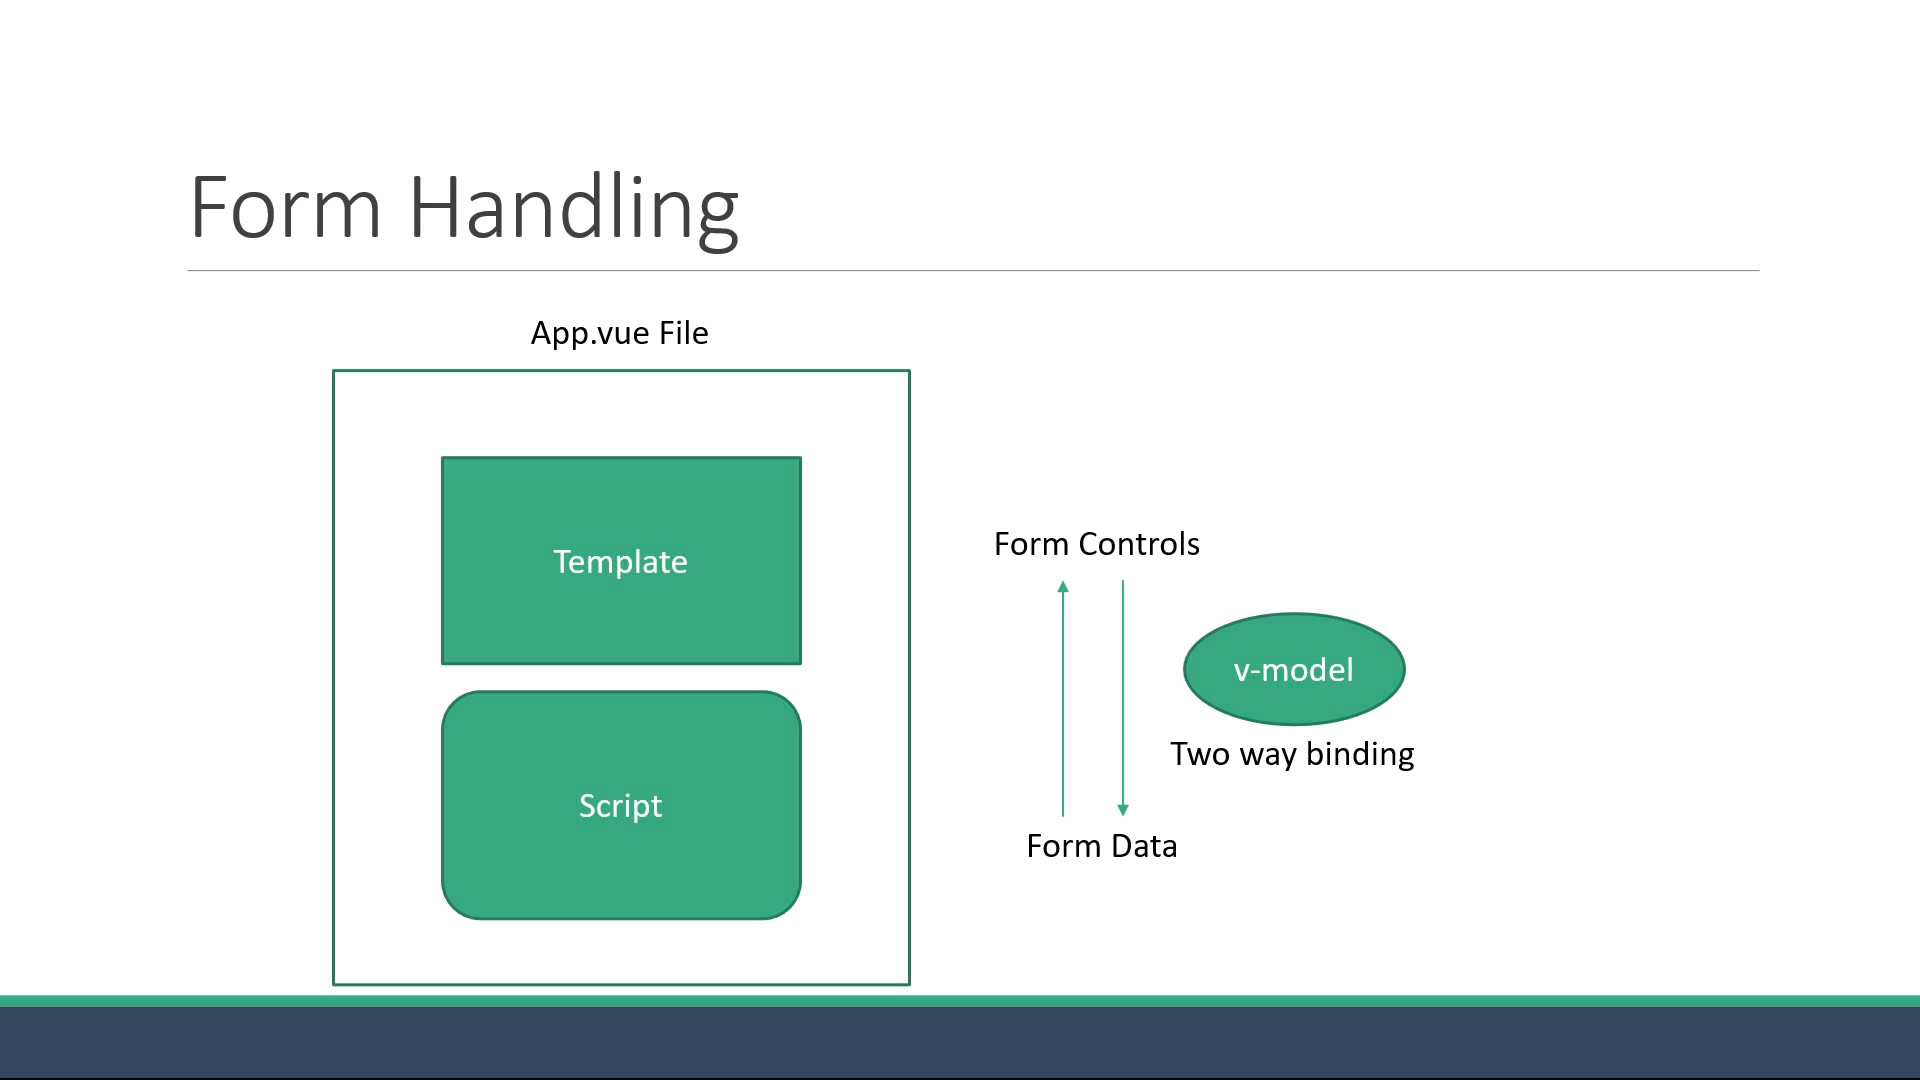 Form Handling
App.vue File
Template
Script
Form Controls
v-model
Two way binding
Form Data